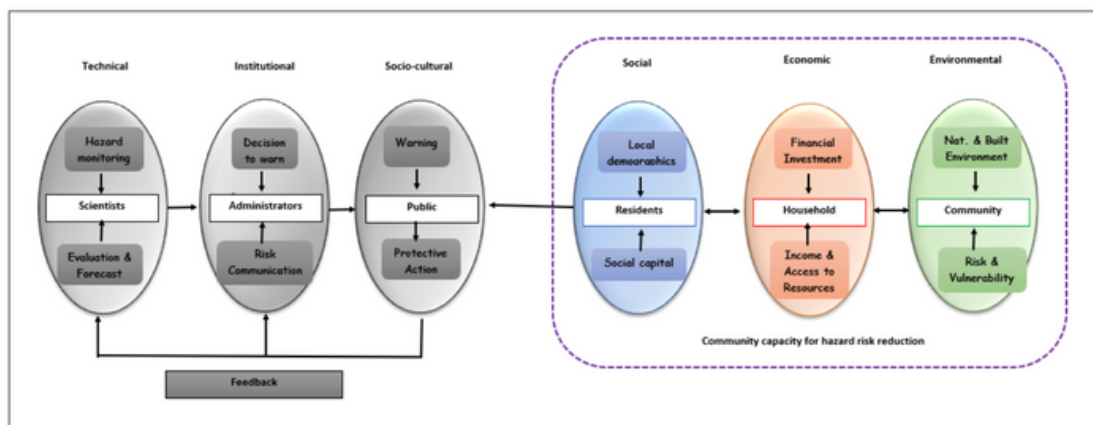 Technical
Institutional
Socio-cultural
Social
Economic
Environmental
Hazard
monitoring
Scientists
Evaluation &
Forecast
Decision
to warn
Administrators
Risk
Communication
Warning
Public
Protective
Action
Local
demographics
Residents
Social capital
Financial
Investment
Household
Income &
Access to
Resources
Nat. & Built
Environment
Community
Risk &
Vulnerability
Community capacity for hazard risk reduction
Feedback